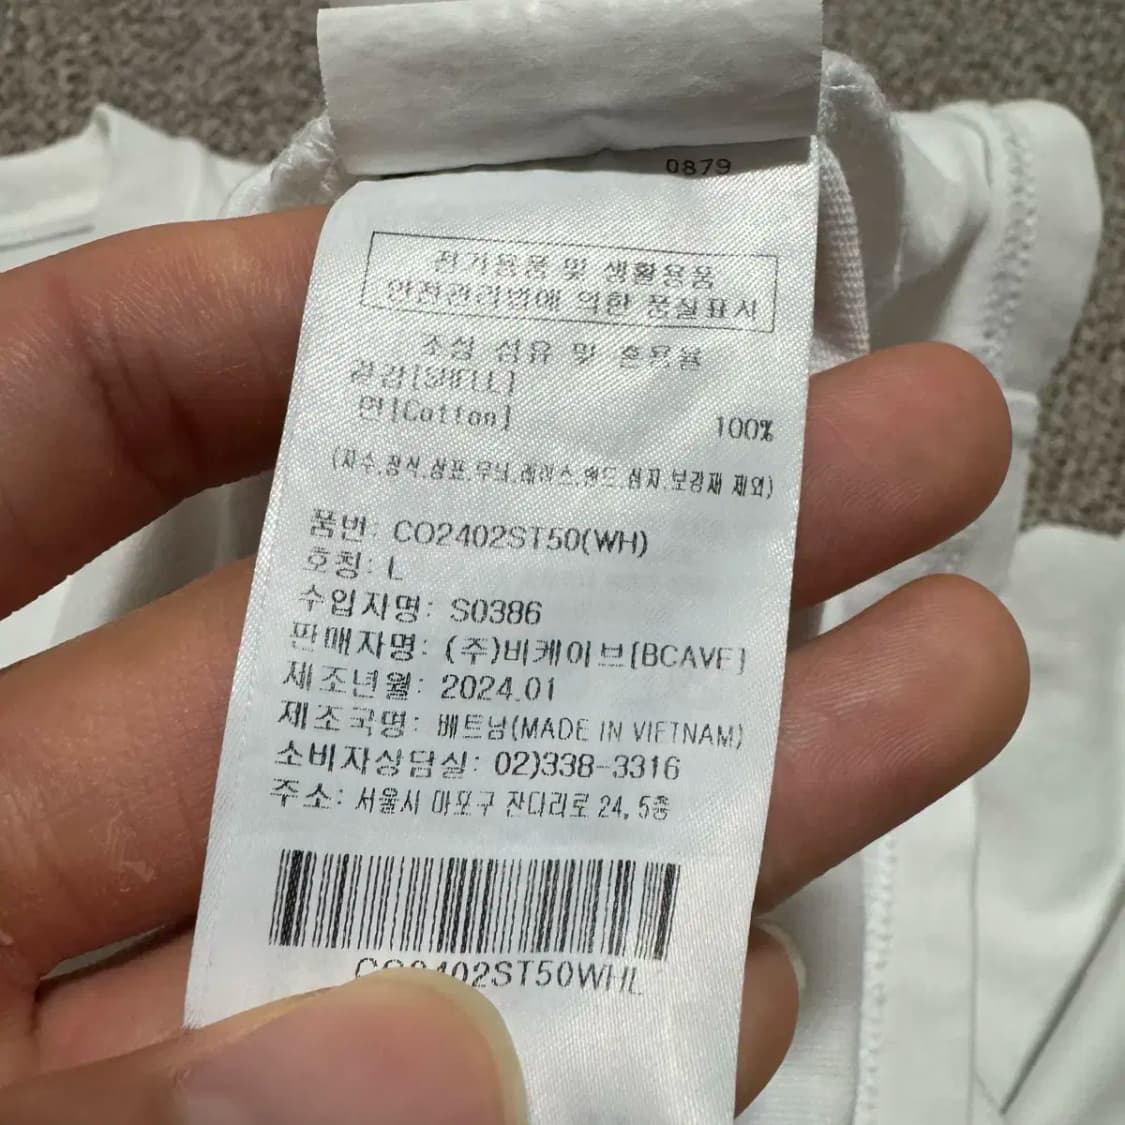 0879
전기용품 및 생활용품
안전관리법에 의한 품질표시
조성 섬유 및 혼용율
겉감[SHELL]
면[Cotton] 100%
(자수,장식,상표,무늬,레이스,밴드,심지,보강재 제외)
품번: CO2402ST50(WH)
호칭: L
수입자명: S0386
판매자명: (주)비케이브[BCAVE]
제조년월: 2024.01
제조국명: 베트남(MADE IN VIETNAM)
소비자상담실: 02)338-3316
주소: 서울시 마포구 잔다리로 24, 5층
CO2402ST50WHL